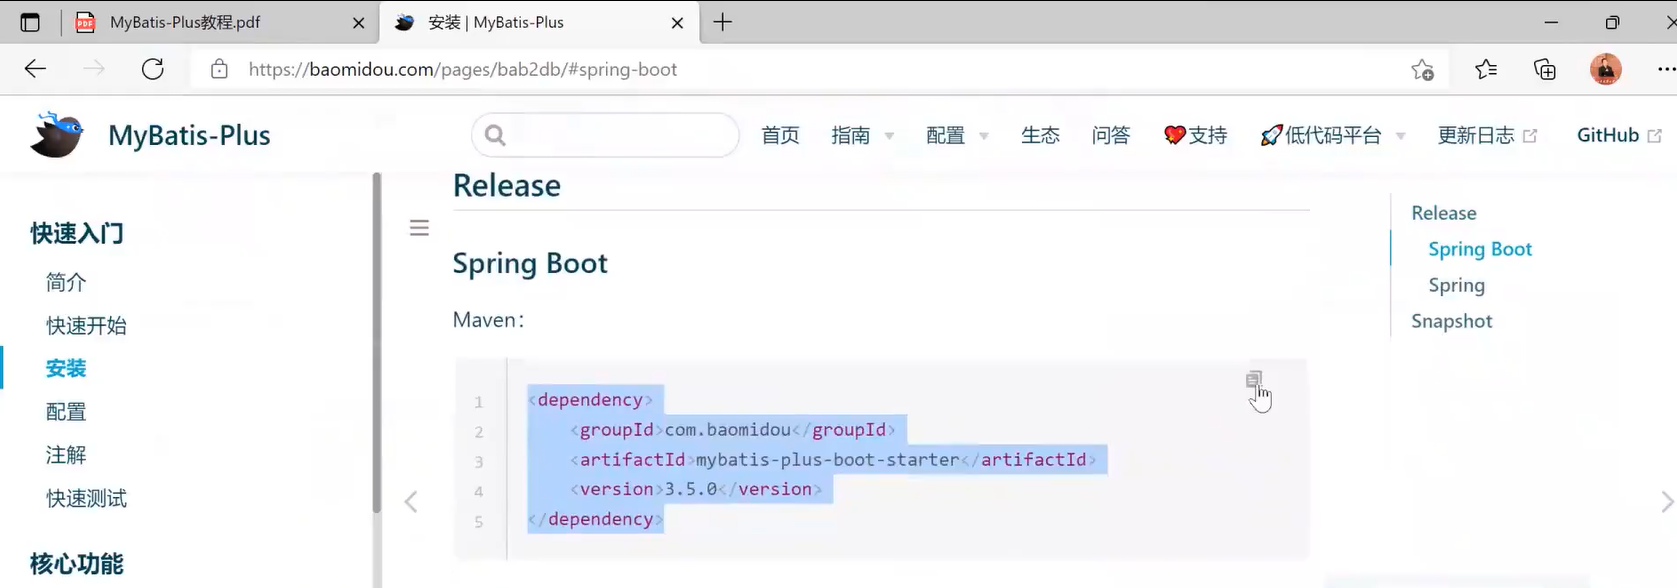 MyBatis-Plus教程.pdf
安装 | MyBatis-Plus
https://baomidou.com/pages/bab2db/#spring-boot
MyBatis-Plus
首页
指南
配置
生态
问答
支持
低代码平台
更新日志
GitHub
快速入门
简介
快速开始
安装
配置
注解
快速测试
核心功能
Release
Spring Boot
Maven：
1 <dependency>
2 <groupId>com.baomidou</groupId>
3 <artifactId>mybatis-plus-boot-starter</artifactId>
4 <version>3.5.0</version>
5 </dependency>
Release
Spring Boot
Spring
Snapshot